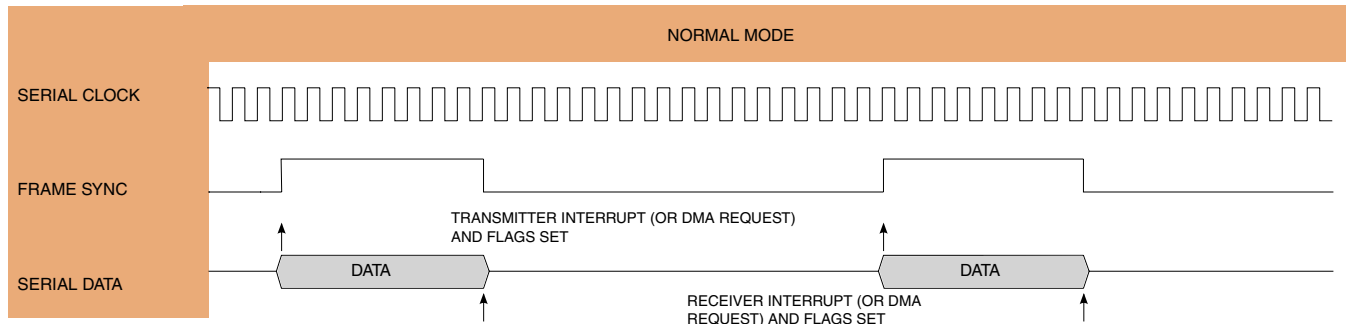 NORMAL MODE
SERIAL CLOCK
FRAME SYNC
TRANSMITTER INTERRUPT (OR DMA REQUEST)
AND FLAGS SET
SERIAL DATA
DATA
DATA
RECEIVER INTERRUPT (OR DMA
REQUEST) AND FLAGS SET